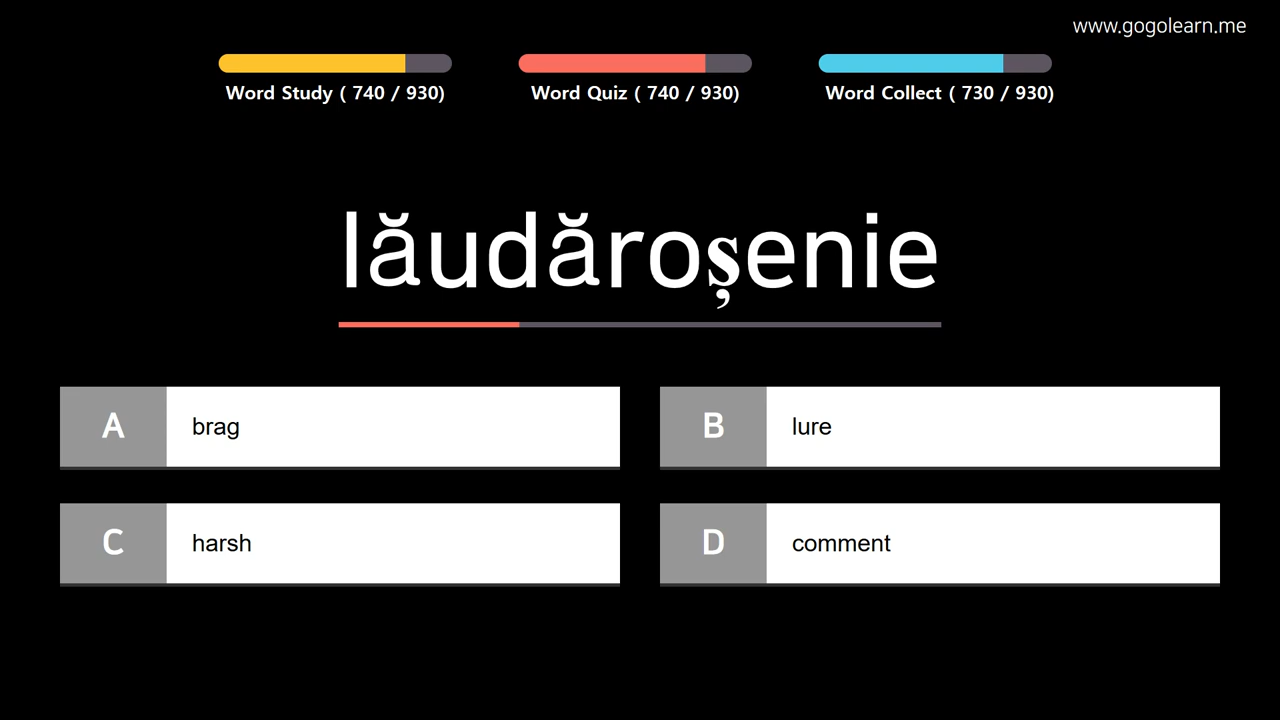 www.gogolearn.me
Word Study ( 740 / 930) Word Quiz ( 740 / 930) Word Collect ( 730 / 930)
lăudăroșenie
A brag
B lure
C harsh
D comment